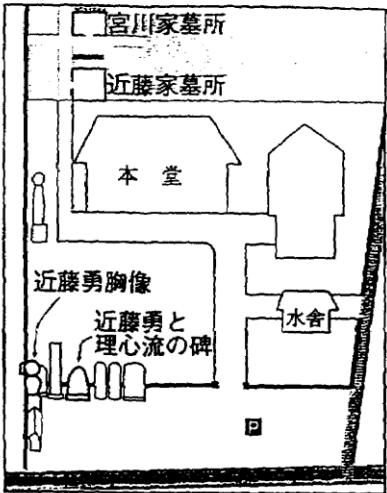 宮川家墓所
近藤家墓所
本堂
近藤勇胸像
近藤勇と
理心流の碑
水舎
P